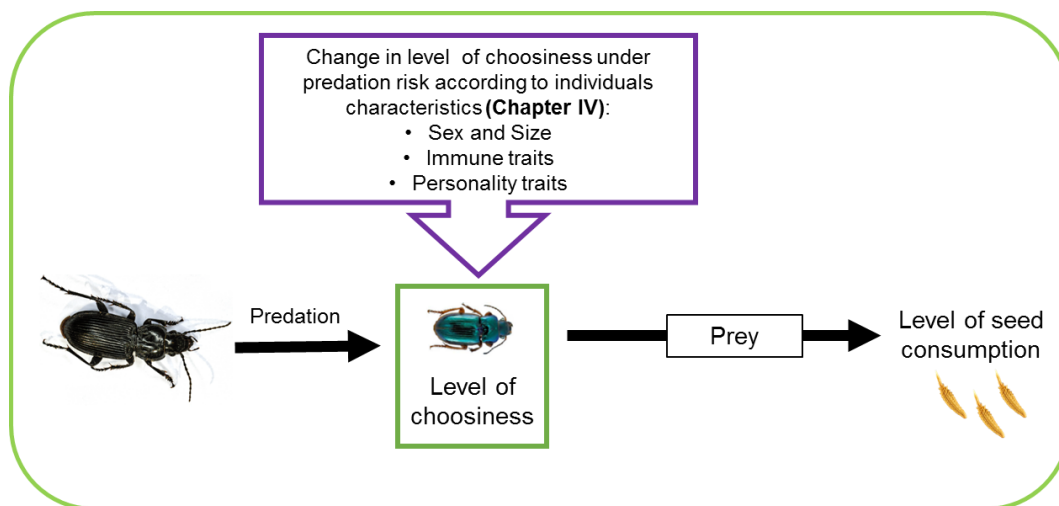 Change in level of choosiness under
predation risk according to individuals
characteristics (Chapter IV):
• Sex and Size
• Immune traits
• Personality traits
Predation
Level of
choosiness
Prey
Level of seed
consumption